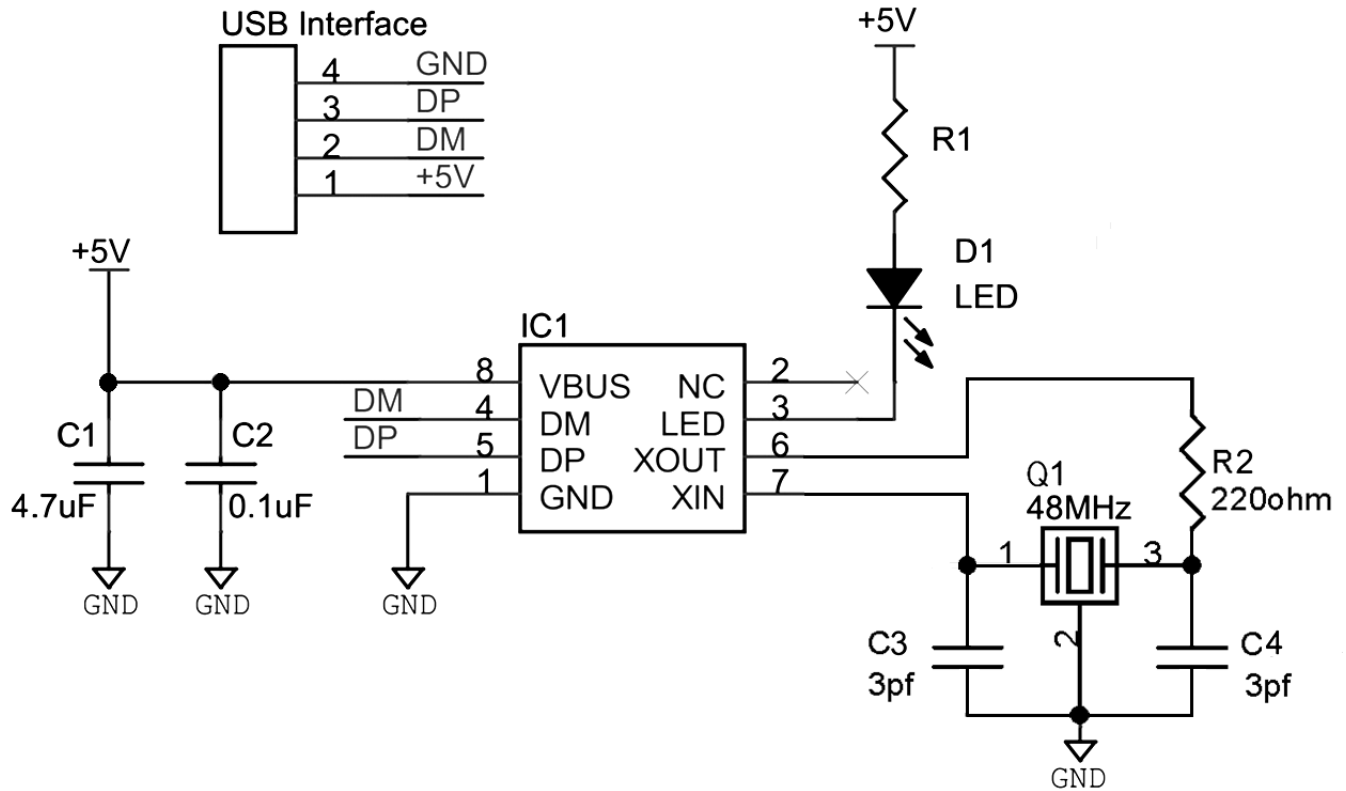 USB Interface
4 GND
3 DP
2 DM
1 +5V
+5V
R1
D1
LED
+5V
C1
4.7uF
C2
0.1uF
GND
GND
DM
DP
GND
IC1
8 VBUS NC 2
4 DM LED 3
5 DP XOUT 6
1 GND XIN 7
R2
220ohm
Q1
48MHz
1
3
2
C3
3pf
C4
3pf
GND